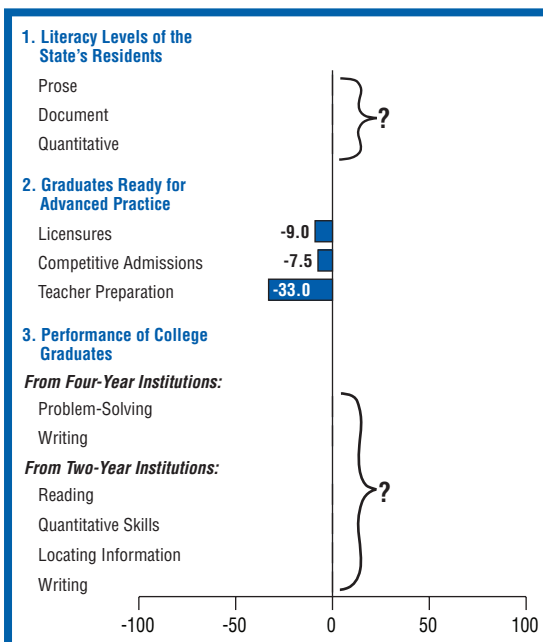 1. Literacy Levels of the
State’s Residents
Prose
Document
Quantitative
?
2. Graduates Ready for
Advanced Practice
Licensures -9.0
Competitive Admissions -7.5
Teacher Preparation -33.0
3. Performance of College
Graduates
From Four-Year Institutions:
Problem-Solving
Writing
From Two-Year Institutions:
Reading
?
Quantitative Skills
Locating Information
Writing
-100 -50 0 50 100